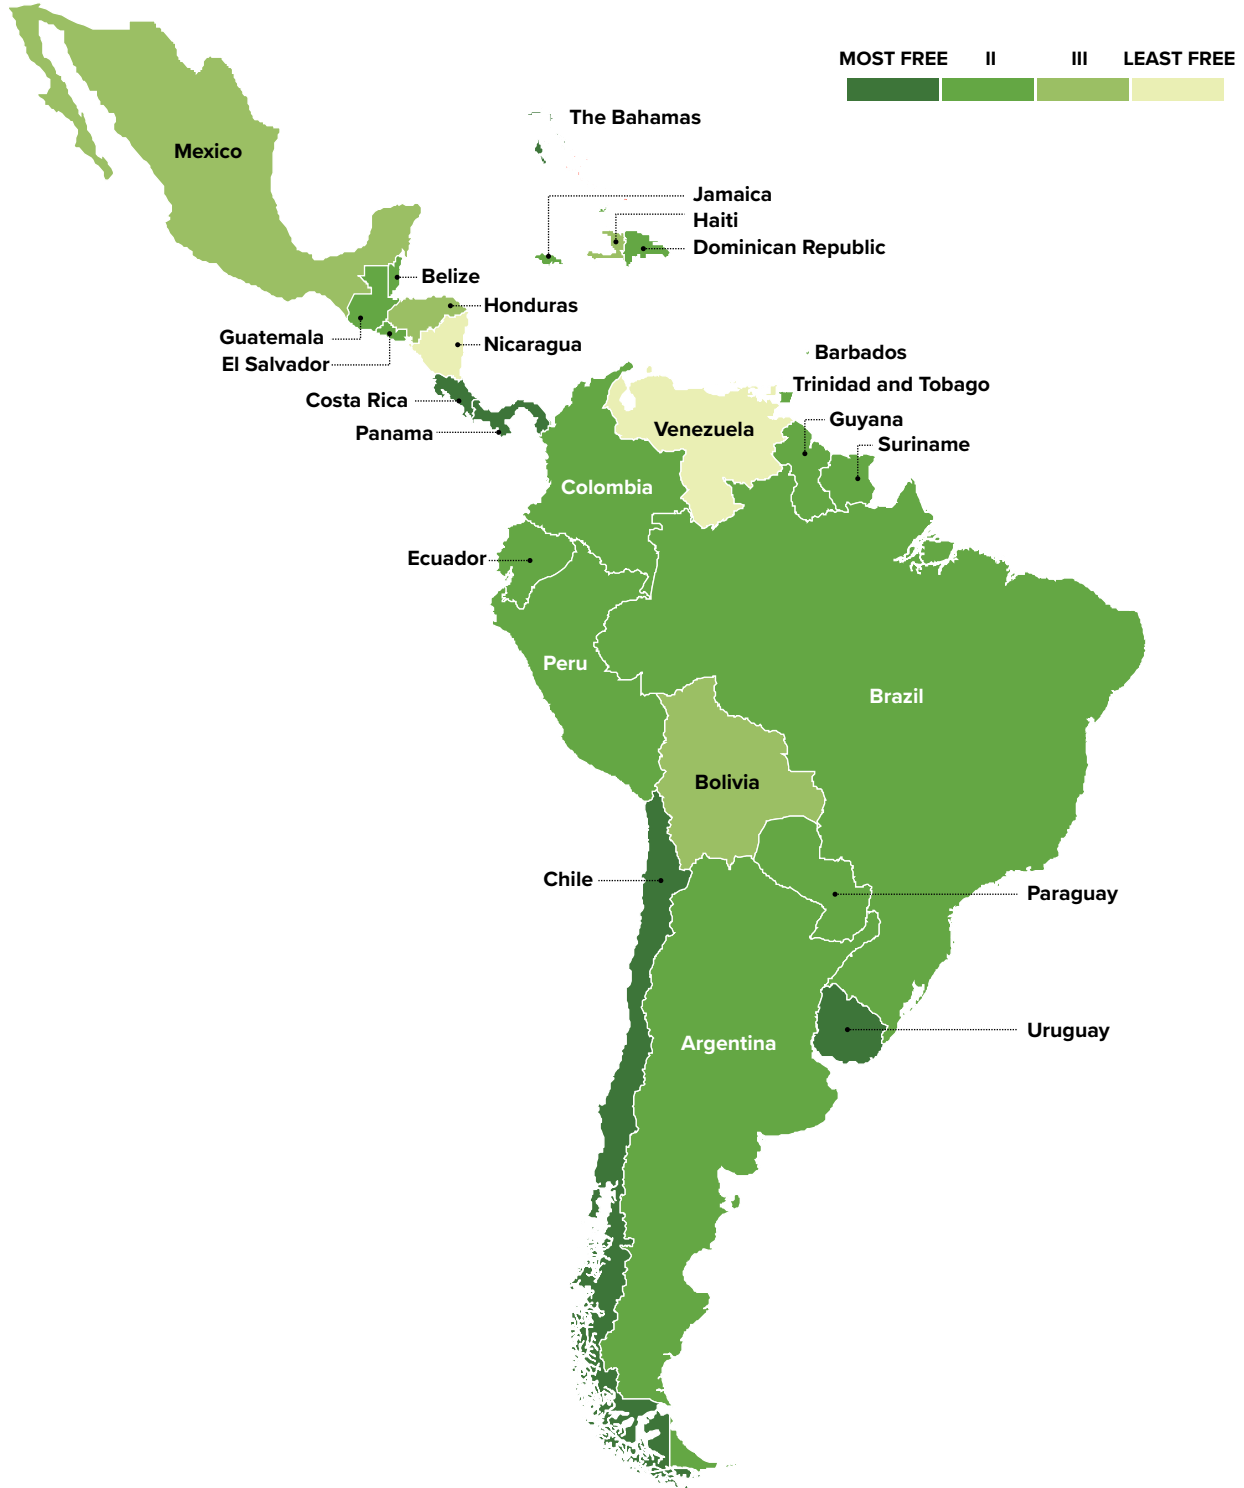 MOST FREE II III LEAST FREE
The Bahamas
Mexico
Jamaica
Haiti
Dominican Republic
Belize
Honduras
Guatemala
Nicaragua
El Salvador
Barbados
Trinidad and Tobago
Costa Rica
Guyana
Panama
Venezuela
Suriname
Colombia
Ecuador
Peru
Brazil
Bolivia
Chile
Paraguay
Uruguay
Argentina